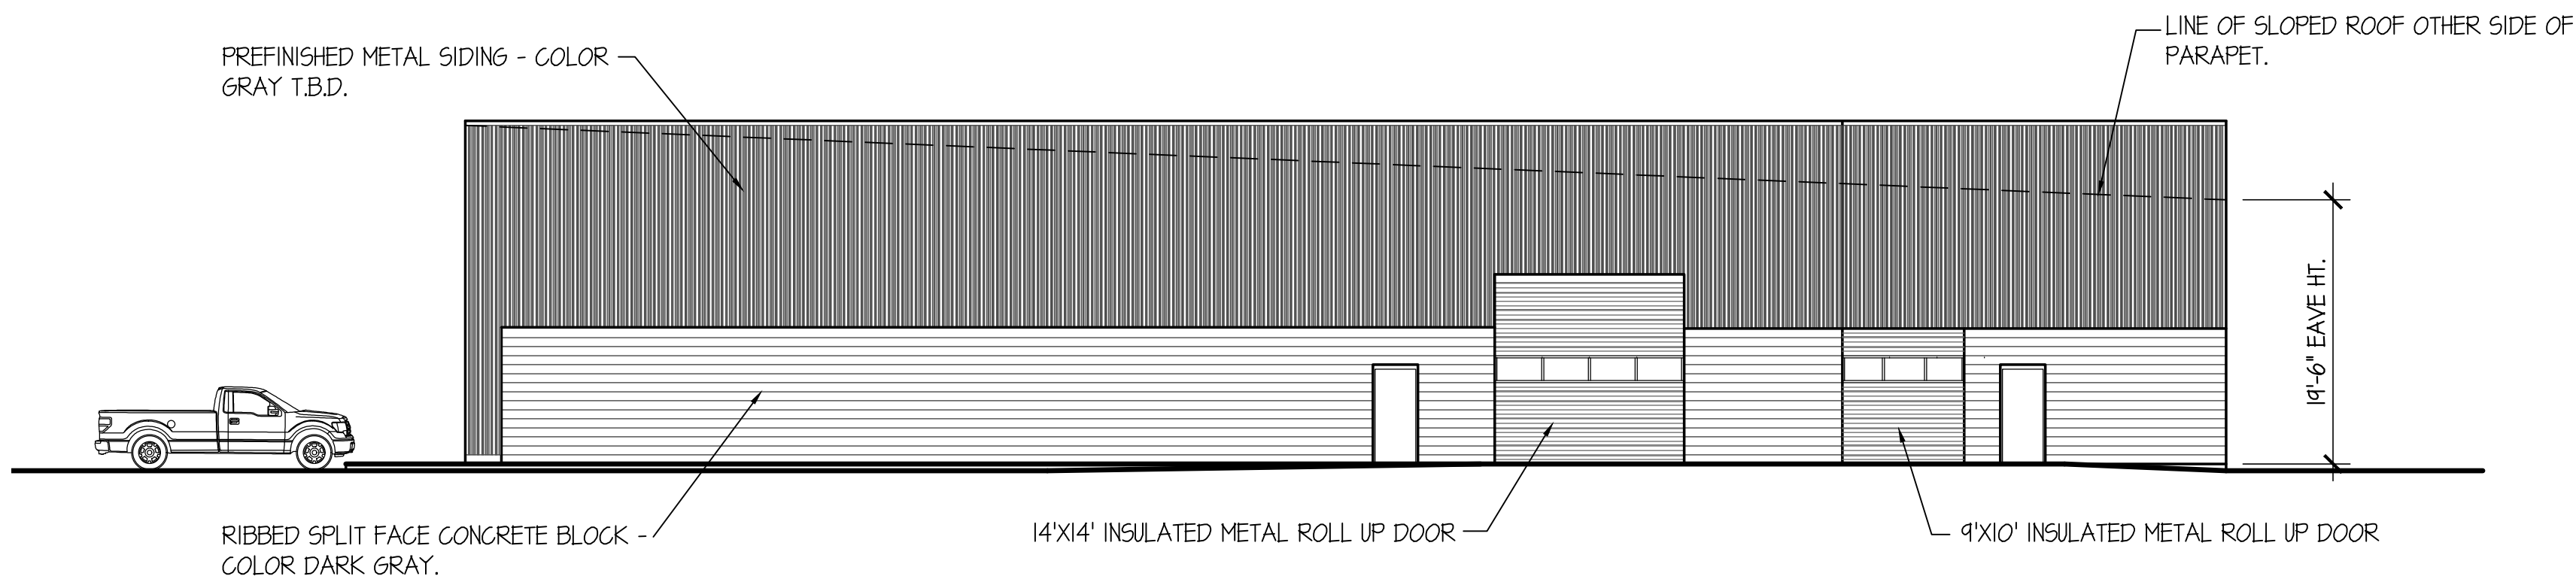 LINE OF SLOPED ROOF OTHER SIDE OF
PARAPET.
PREFINISHED METAL SIDING - COLOR
GRAY T.B.D.
19'-6" EAVE HT.
RIBBED SPLIT FACE CONCRETE BLOCK -
COLOR DARK GRAY.
14'X14' INSULATED METAL ROLL UP DOOR
9'X10' INSULATED METAL ROLL UP DOOR